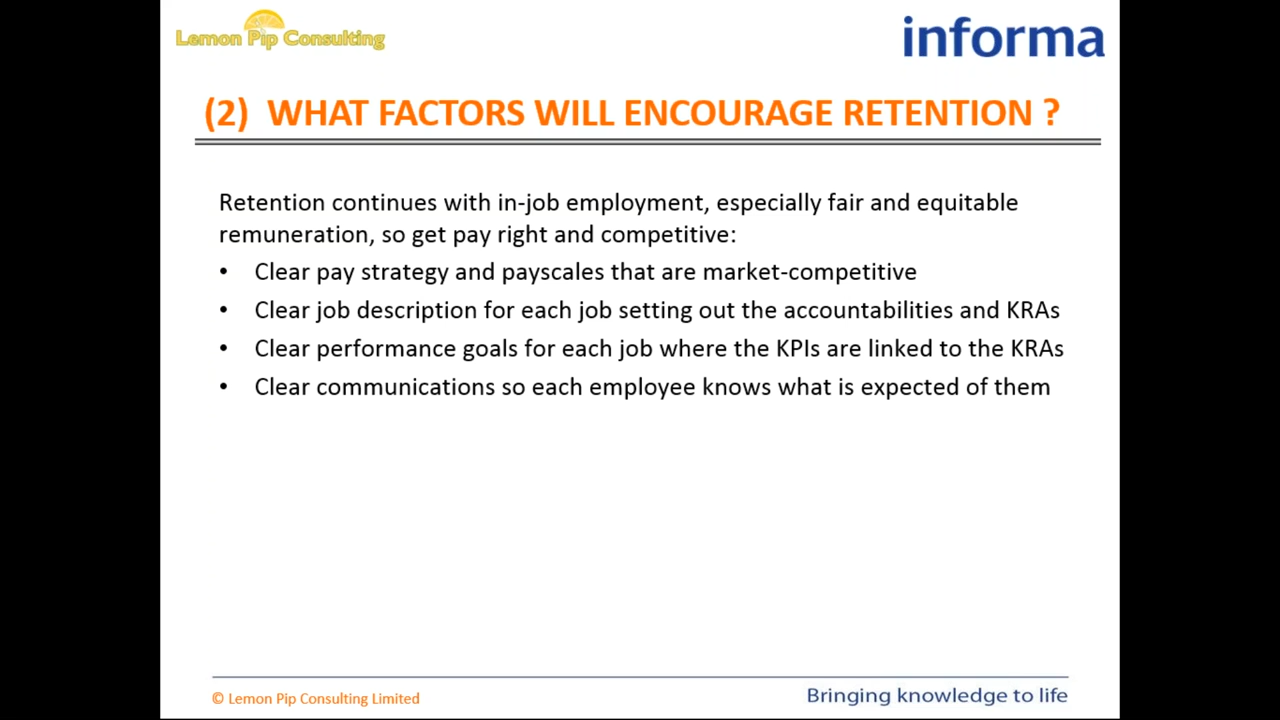 Lemon Pip Consulting
informa
(2) WHAT FACTORS WILL ENCOURAGE RETENTION ?
Retention continues with in-job employment, especially fair and equitable
remuneration, so get pay right and competitive:
• Clear pay strategy and payscales that are market-competitive
• Clear job description for each job setting out the accountabilities and KRAs
• Clear performance goals for each job where the KPIs are linked to the KRAs
• Clear communications so each employee knows what is expected of them
© Lemon Pip Consulting Limited
Bringing knowledge to life